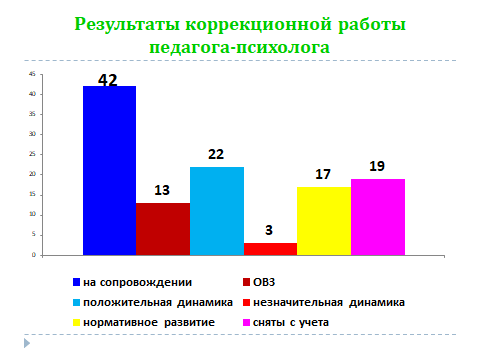 Результаты коррекционной работы
педагога-психолога
45
40
35
30
25
20
15
10
5
0
42
13
22
3
17
19
на сопровождении
ОВЗ
положительная динамика
незначительная динамика
нормативное развитие
сняты с учета